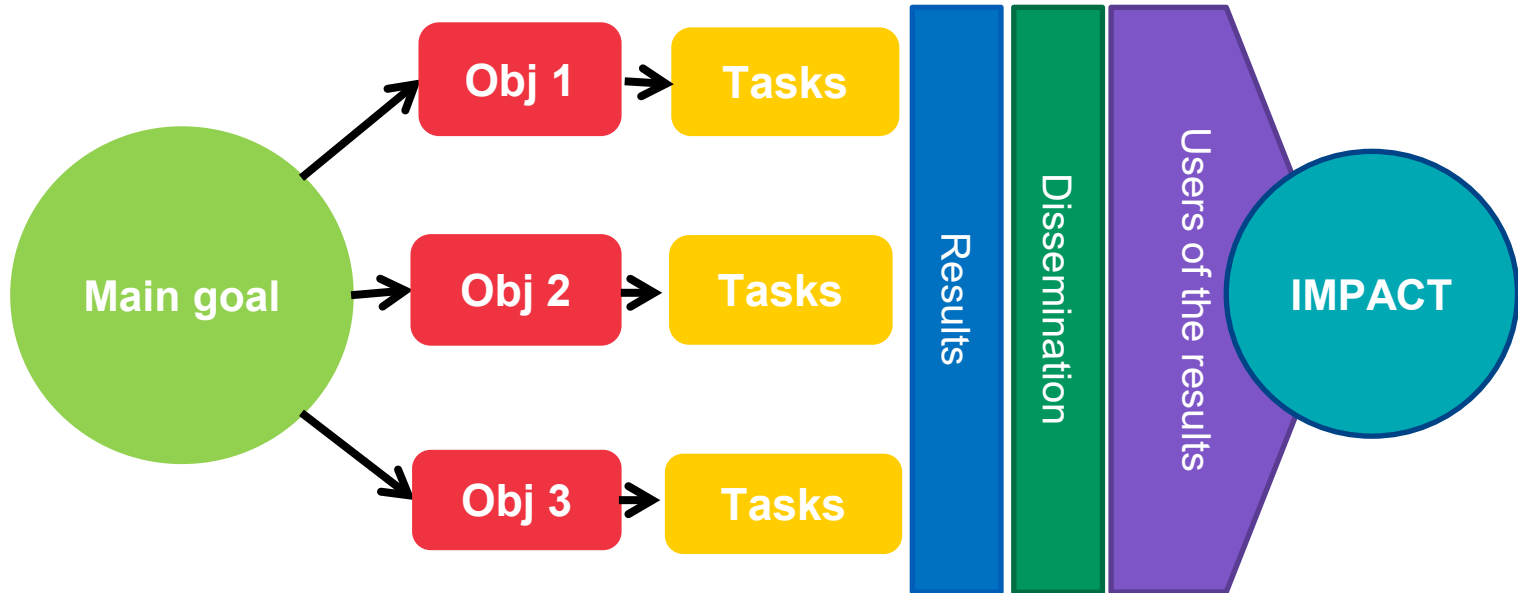 Main goal
Obj 1
Tasks
Obj 2
Tasks
Obj 3
Tasks
Results
Dissemination
Users of the results
IMPACT